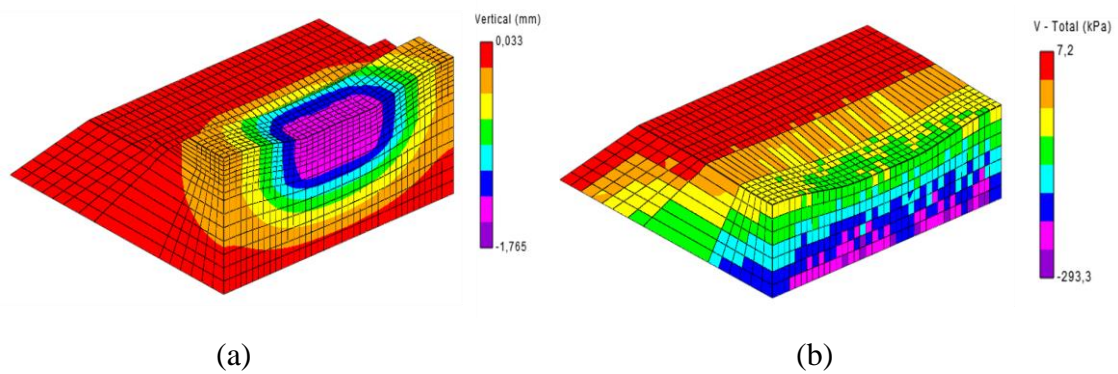 Vertical (mm)
0,033
-1,765
V - Total (kPa)
7,2
-293,3
(a)
(b)